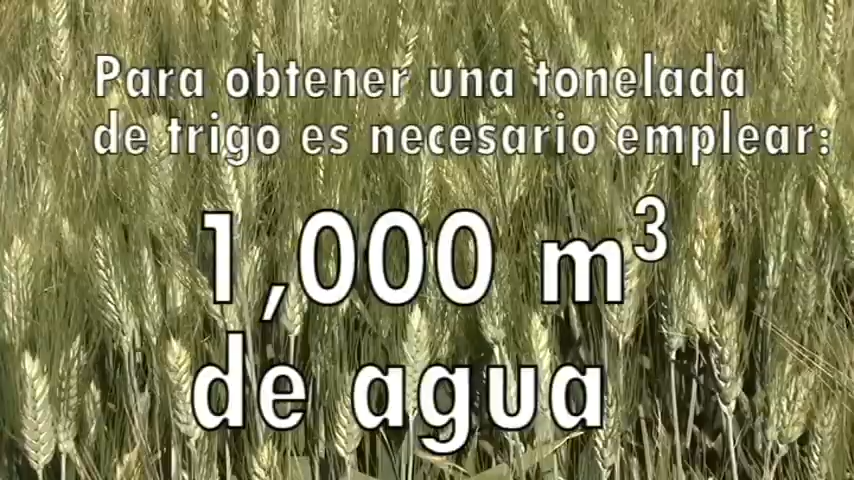 Para obtener una tonelada
de trigo es necesario emplear:
1,000 m³
de agua